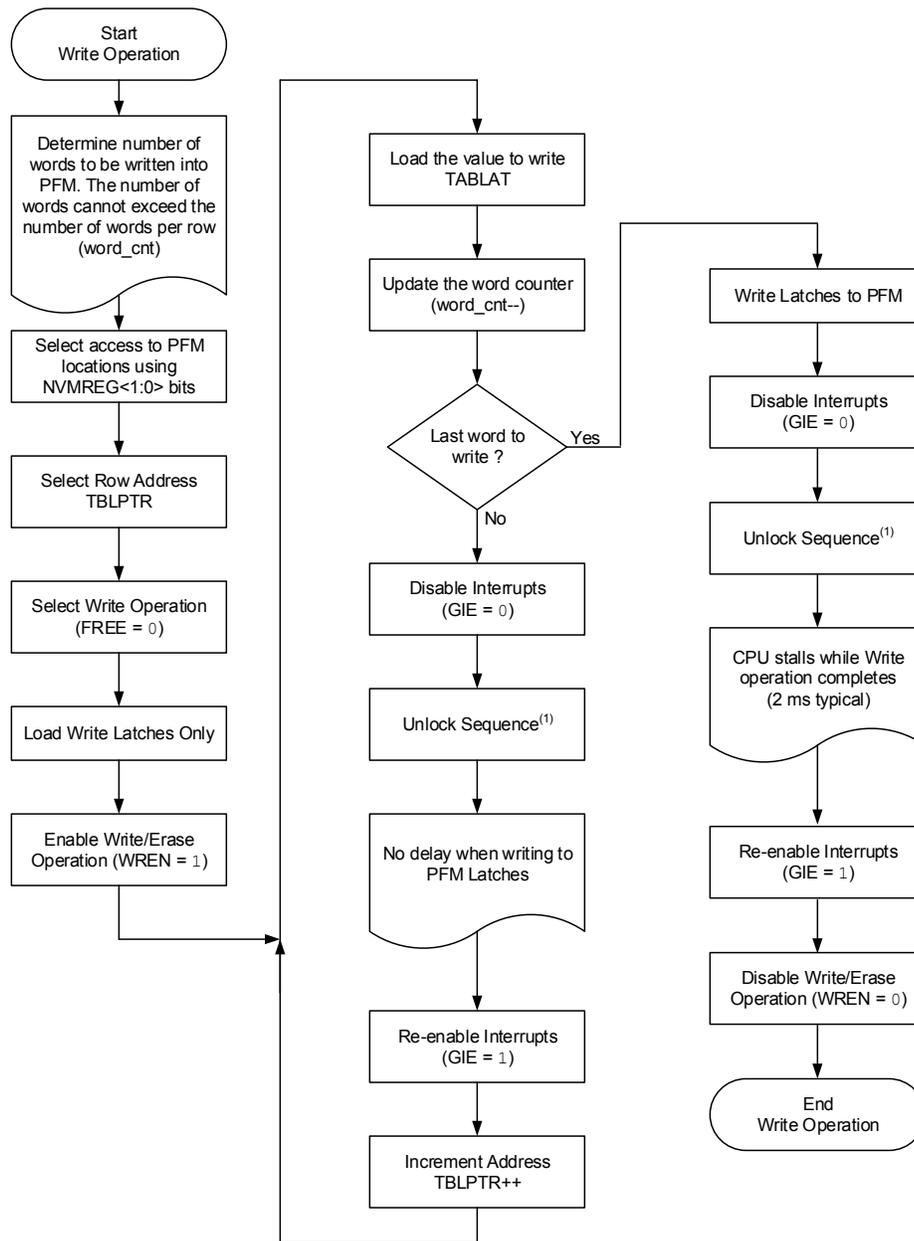 Start
Write Operation
Determine number of
words to be written into
PFM. The number of
words cannot exceed the
number of words per row
(word_cnt)
Select access to PFM
locations using
NVMREG<1:0> bits
Select Row Address
TBLPTR
Select Write Operation
(FREE = 0)
Load Write Latches Only
Enable Write/Erase
Operation (WREN = 1)
Load the value to write
TABLAT
Update the word counter
(word_cnt--)
Last word to
write ?
Yes
No
Disable Interrupts
(GIE = 0)
Unlock Sequence(1)
No delay when writing to
PFM Latches
Re-enable Interrupts
(GIE = 1)
Increment Address
TBLPTR++
Write Latches to PFM
Disable Interrupts
(GIE = 0)
Unlock Sequence(1)
CPU stalls while Write
operation completes
(2 ms typical)
Re-enable Interrupts
(GIE = 1)
Disable Write/Erase
Operation (WREN = 0)
End
Write Operation